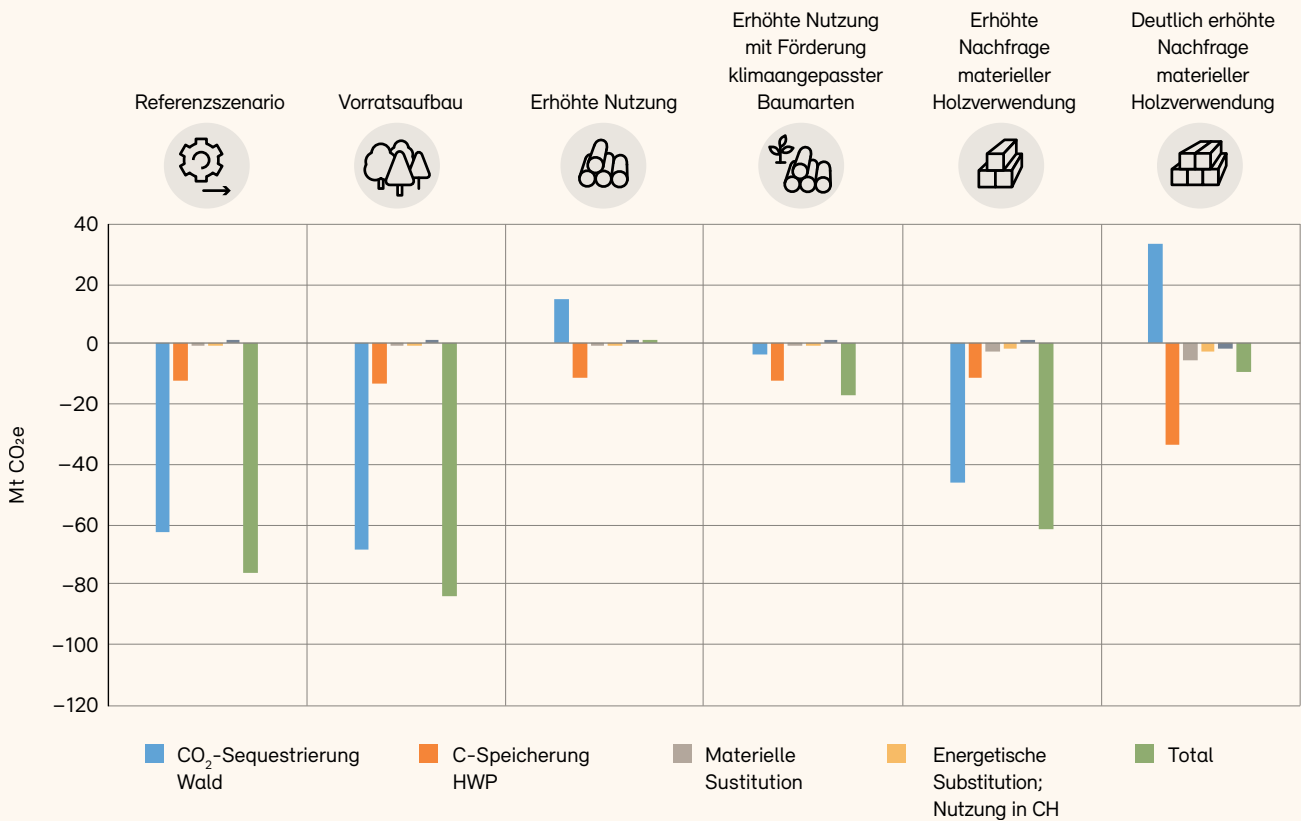 Referenzszenario
Vorratsaufbau
Erhöhte Nutzung
Erhöhte Nutzung
mit Förderung
klimaangepasster
Baumarten
Erhöhte
Nachfrage
materieller
Holzverwendung
Deutlich erhöhte
Nachfrage
materieller
Holzverwendung
Mt CO₂e
40
20
0
–20
–40
–60
–80
–100
–120
CO₂-Sequestrierung
Wald
C-Speicherung
HWP
Materielle
Sustitution
Energetische
Substitution;
Nutzung in CH
Total